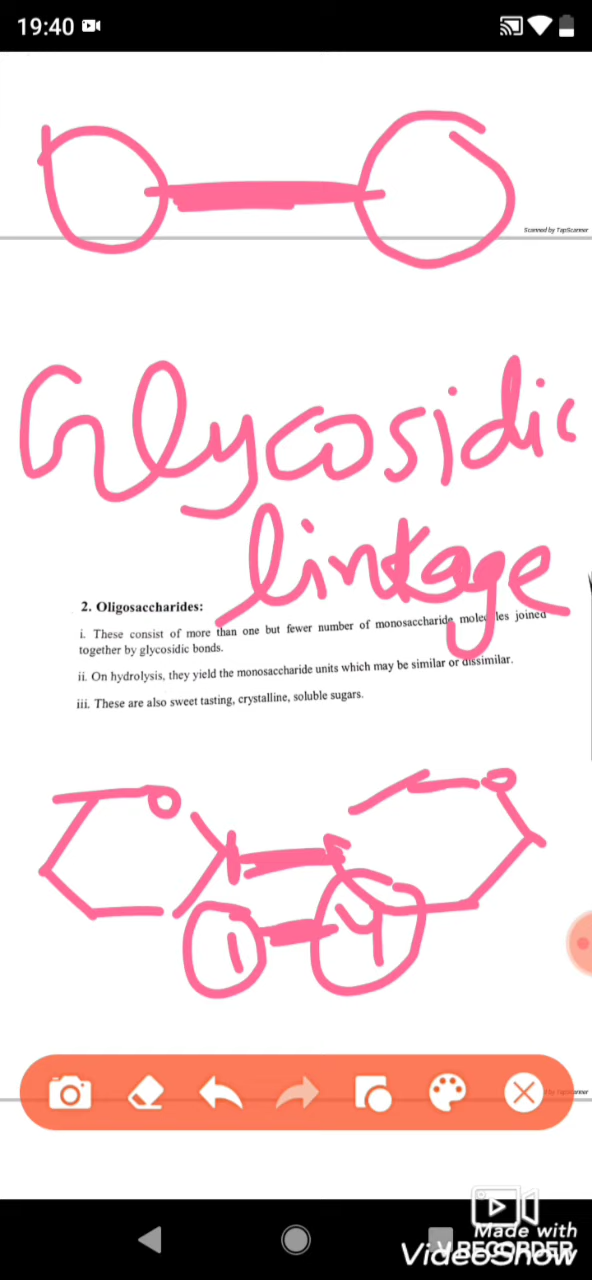 19:40
Scanned by TapScanner
Glycosidic
linkage
2. Oligosaccharides:
i. These consist of more than one but fewer number of monosaccharide molecules joined
together by glycosidic bonds.
ii. On hydrolysis, they yield the monosaccharide units which may be similar or dissimilar.
iii. These are also sweet tasting, crystalline, soluble sugars.
1 4
Made with
VideoShow